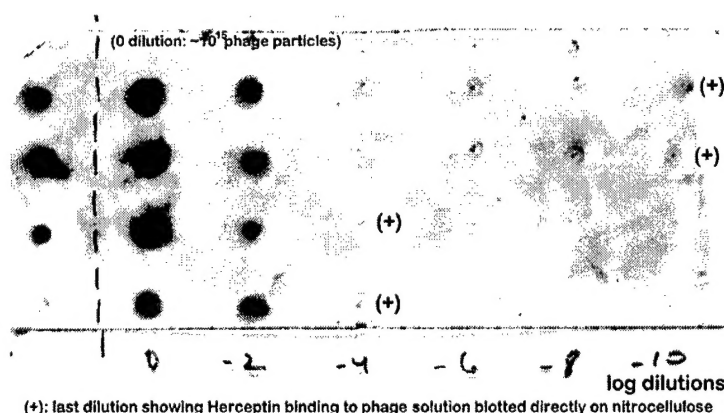 (0 dilution: ~10¹⁵ phage particles)
(+)
(+)
(+)
(+)
0 -2 -4 -6 -8 -10
log dilutions
(+): last dilution showing Herceptin binding to phage solution blotted directly on nitrocellulose